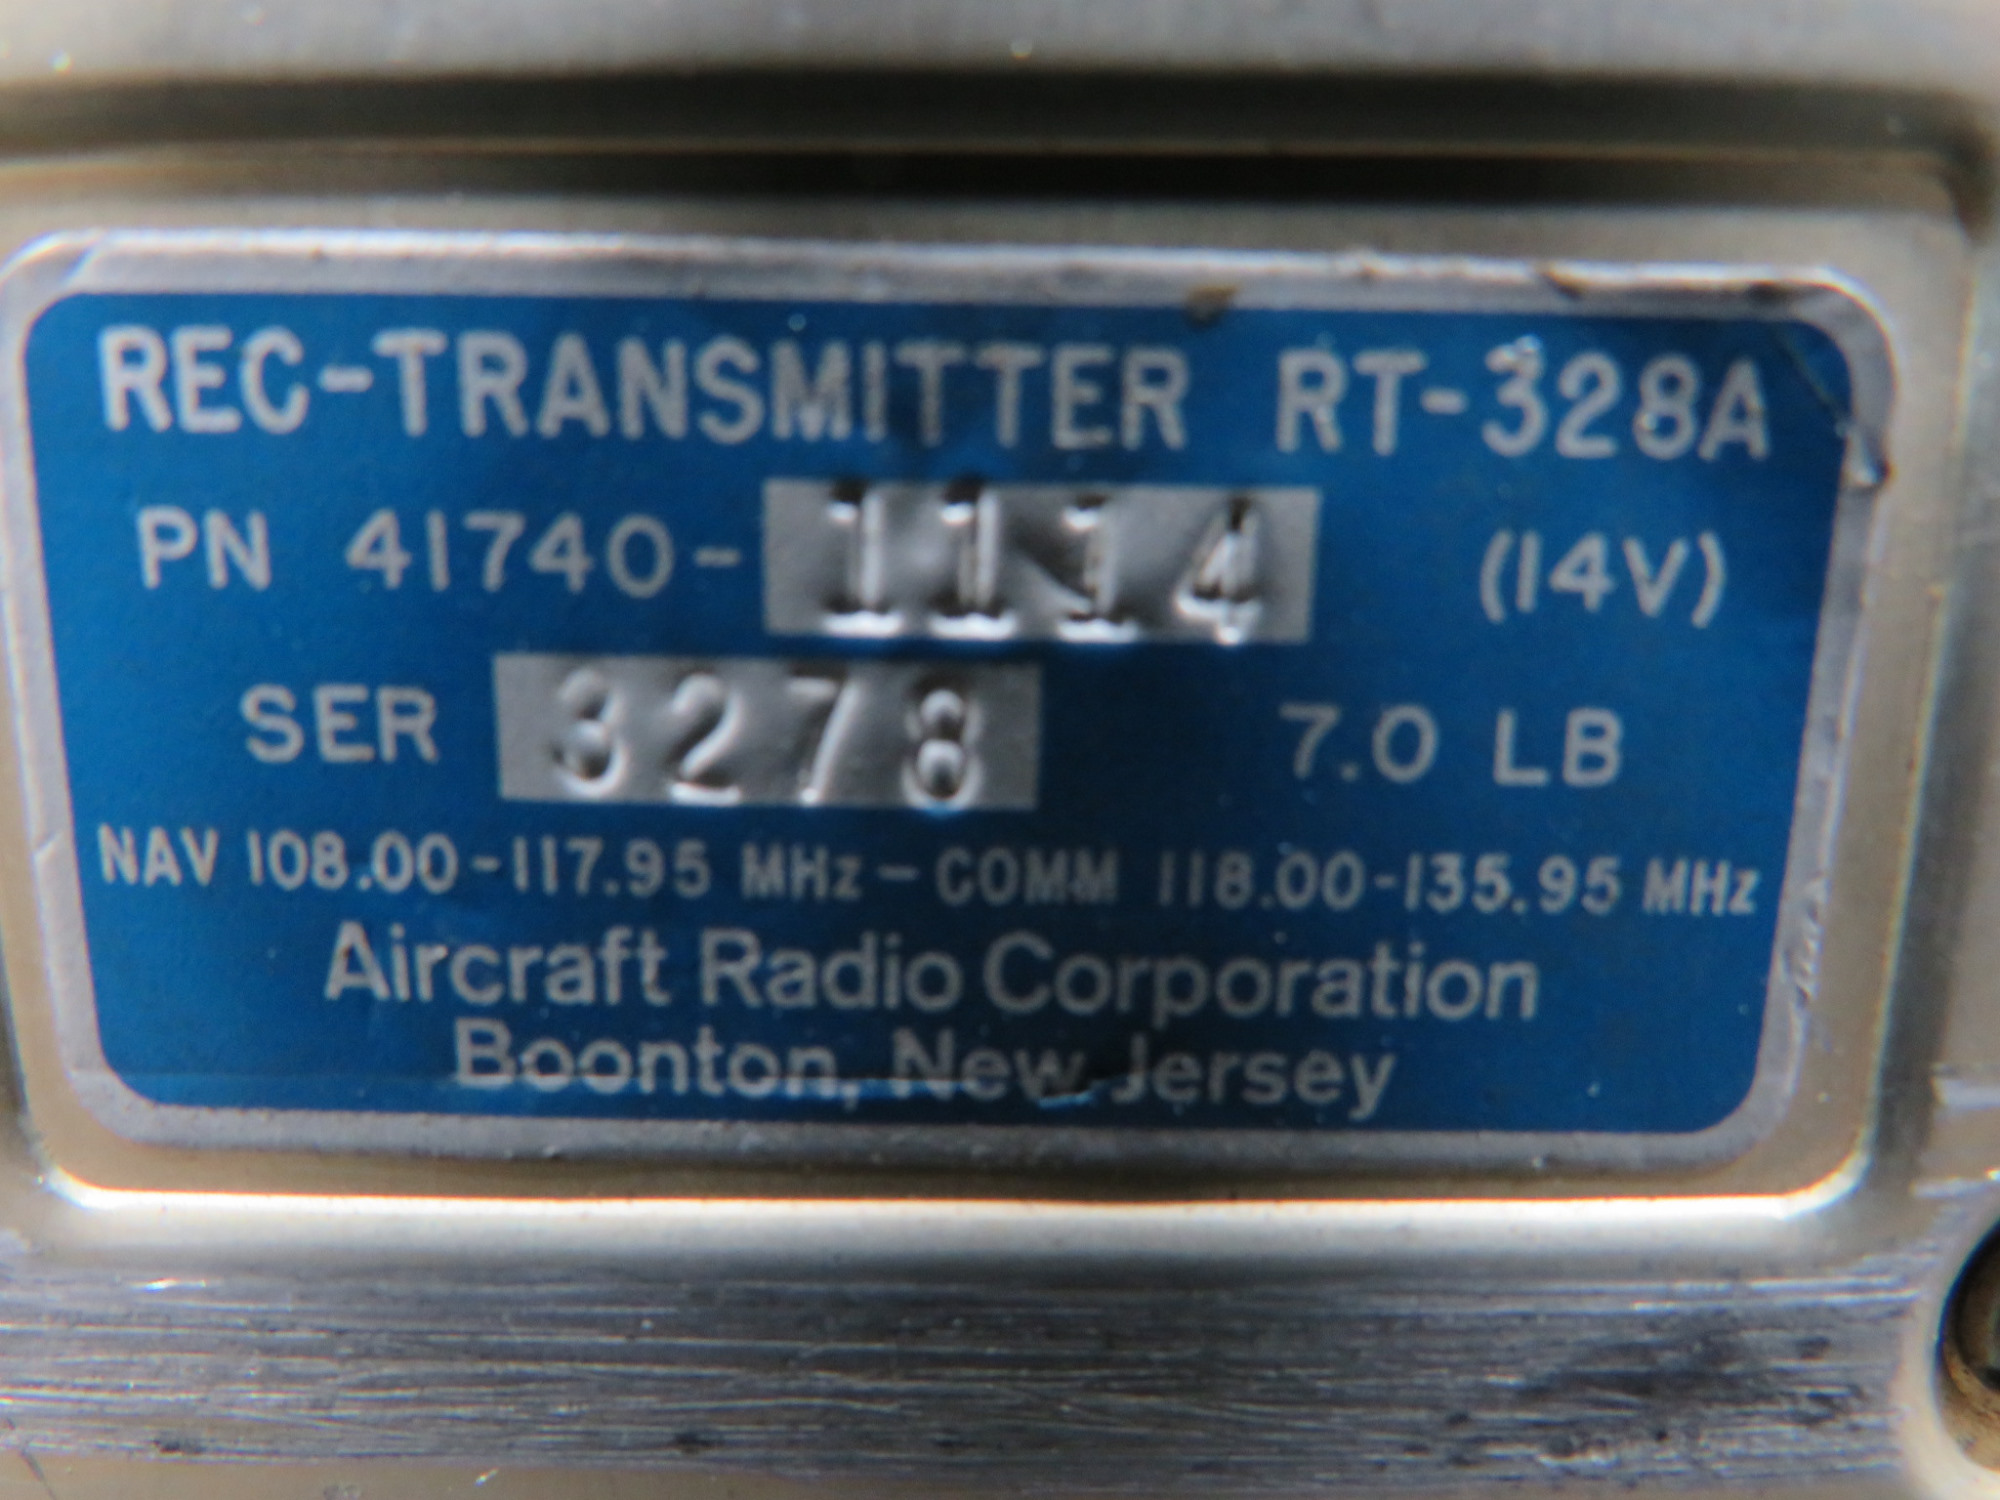 REC-TRANSMITTER RT-328A
PN 41740-1114 (14V)
SER 3278 7.0 LB
NAV 108.00-117.95 MHz-COMM 118.00-135.95 MHz
Aircraft Radio Corporation
Boonton, New Jersey